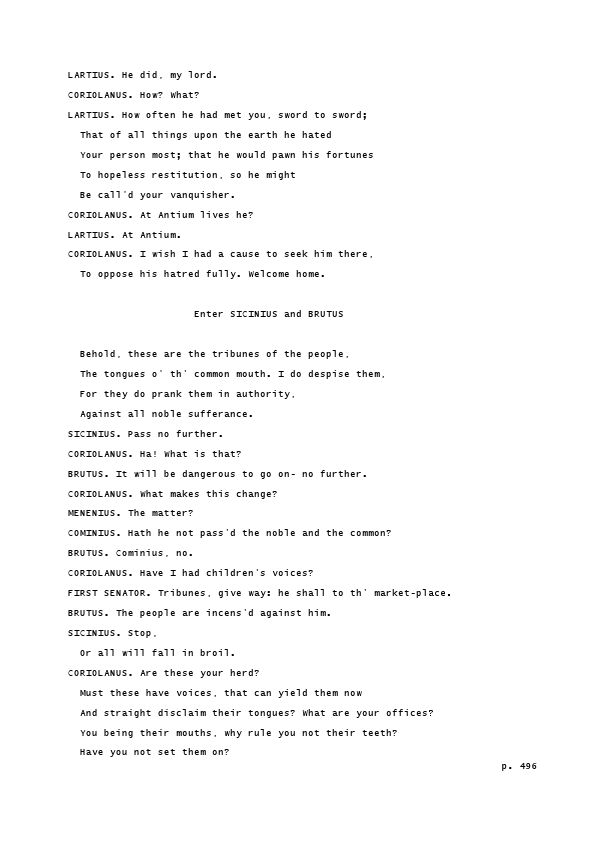 LARTIUS. He did, my lord.
CORIOLANUS. How? What?
LARTIUS. How often he had met you, sword to sword;
That of all things upon the earth he hated
Your person most; that he would pawn his fortunes
To hopeless restitution, so he might
Be call'd your vanquisher.
CORIOLANUS. At Antium lives he?
LARTIUS. At Antium.
CORIOLANUS. I wish I had a cause to seek him there,
To oppose his hatred fully. Welcome home.
Enter SICINIUS and BRUTUS
Behold, these are the tribunes of the people,
The tongues o' th' common mouth. I do despise them,
For they do prank them in authority,
Against all noble sufferance.
SICINIUS. Pass no further.
CORIOLANUS. Ha! What is that?
BRUTUS. It will be dangerous to go on- no further.
CORIOLANUS. What makes this change?
MENENIUS. The matter?
COMINIUS. Hath he not pass'd the noble and the common?
BRUTUS. Cominius, no.
CORIOLANUS. Have I had children's voices?
FIRST SENATOR. Tribunes, give way: he shall to th' market-place.
BRUTUS. The people are incens'd against him.
SICINIUS. Stop,
Or all will fall in broil.
CORIOLANUS. Are these your herd?
Must these have voices, that can yield them now
And straight disclaim their tongues? What are your offices?
You being their mouths, why rule you not their teeth?
Have you not set them on?
p. 496